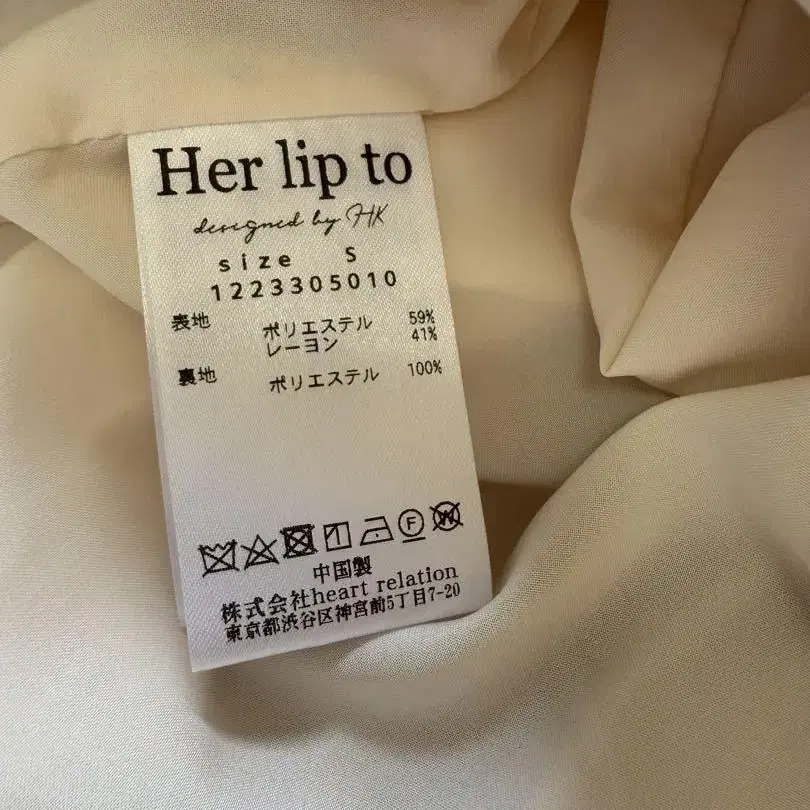 Her lip to
designed by HK
size S
1223305010
表地 ポリエステル 59%
レーヨン 41%
裏地 ポリエステル 100%
F W
中国製
株式会社heart relation
東京都渋谷区神宮前5丁目7-20